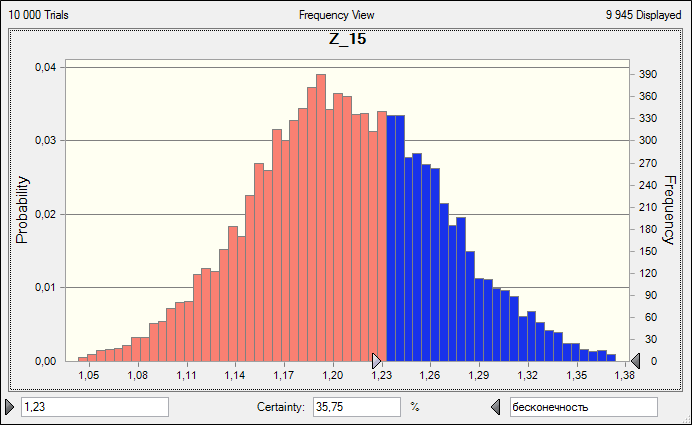 10 000 Trials
Frequency View
9 945 Displayed
Z_15
Probability
0,04
0,03
0,02
0,01
0,00
390
360
330
300
270
240
210
180
150
120
90
60
30
0
Frequency
1,05 1,08 1,11 1,14 1,17 1,20 1,23 1,26 1,29 1,32 1,35 1,38
1,23 Certainty: 35,75 % бесконечность